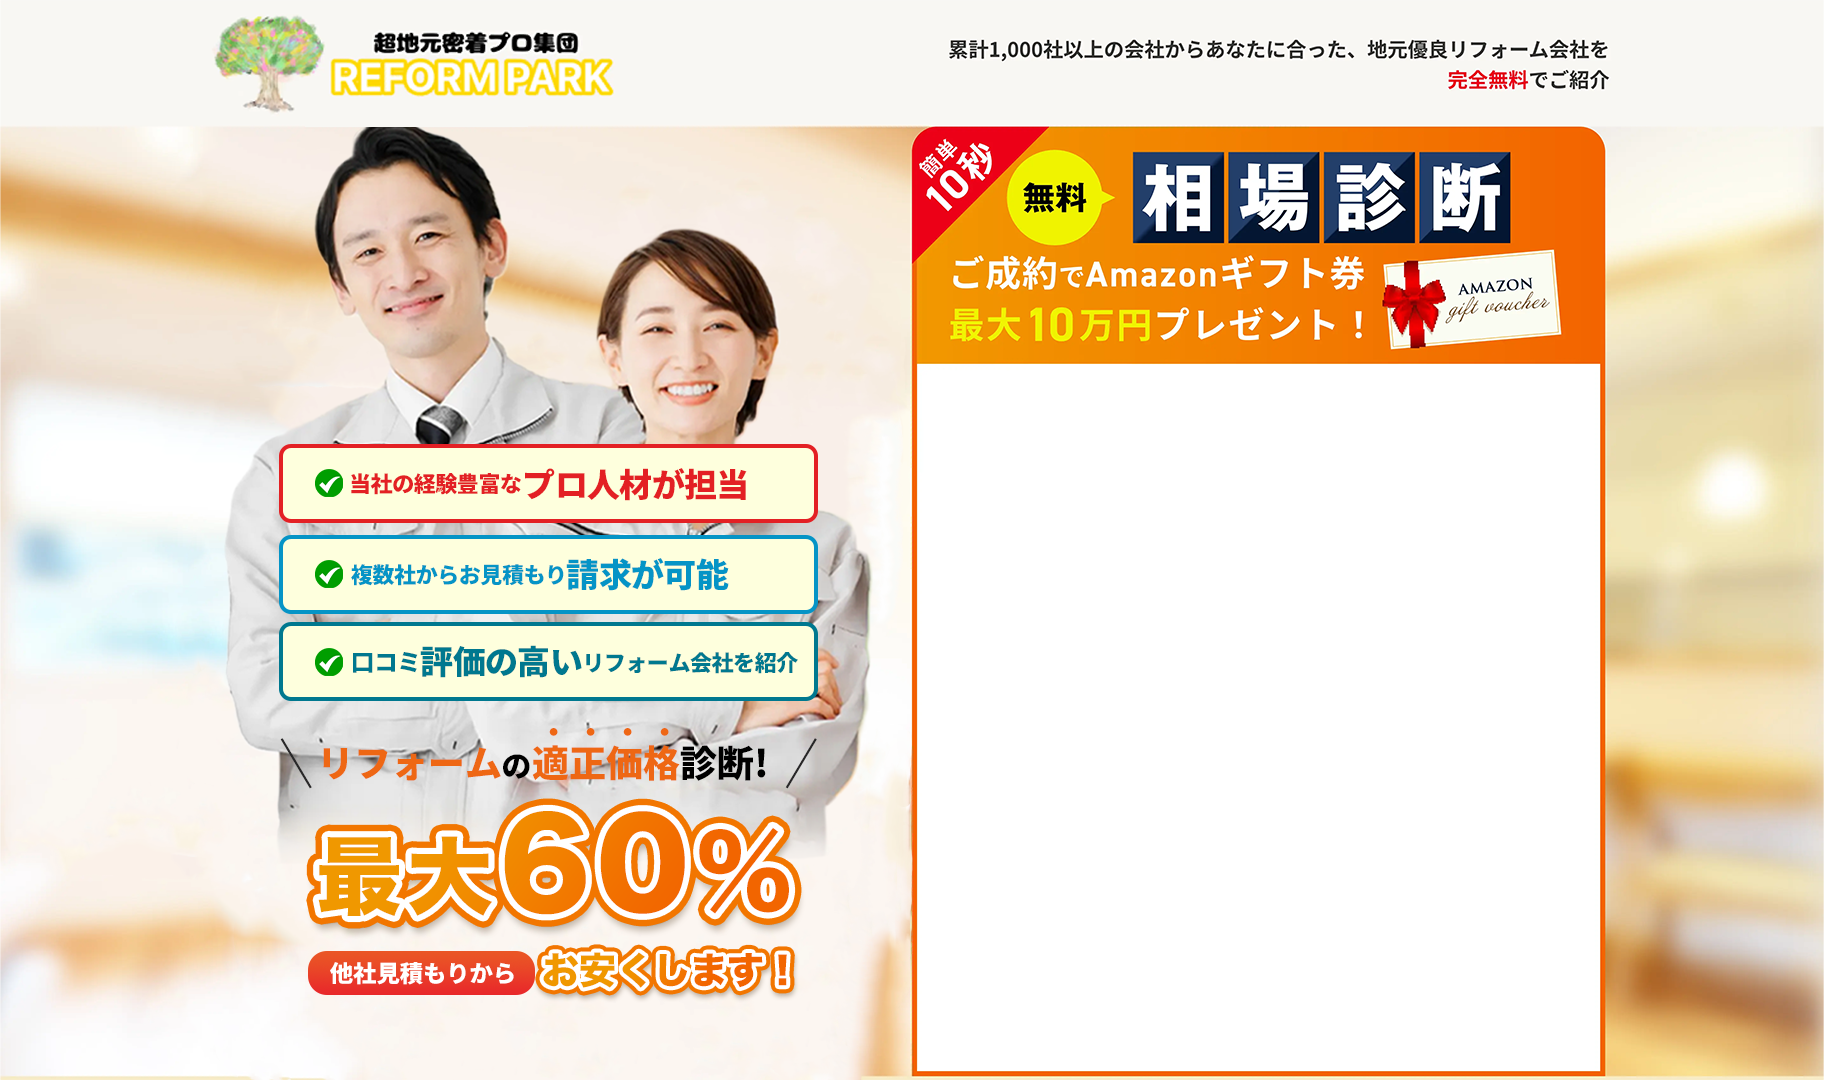 超地元密着プロ集団
REFORM PARK
累計1,000社以上の会社からあなたに合った、地元優良リフォーム会社を
完全無料でご紹介
簡単
10秒
無料
相場診断
ご成約でAmazonギフト券
最大10万円プレゼント！
AMAZON
gift voucher
当社の経験豊富なプロ人材が担当
複数社からお見積もり請求が可能
口コミ評価の高いリフォーム会社を紹介
リフォームの適正価格診断!
最大60%
他社見積もりから お安くします！